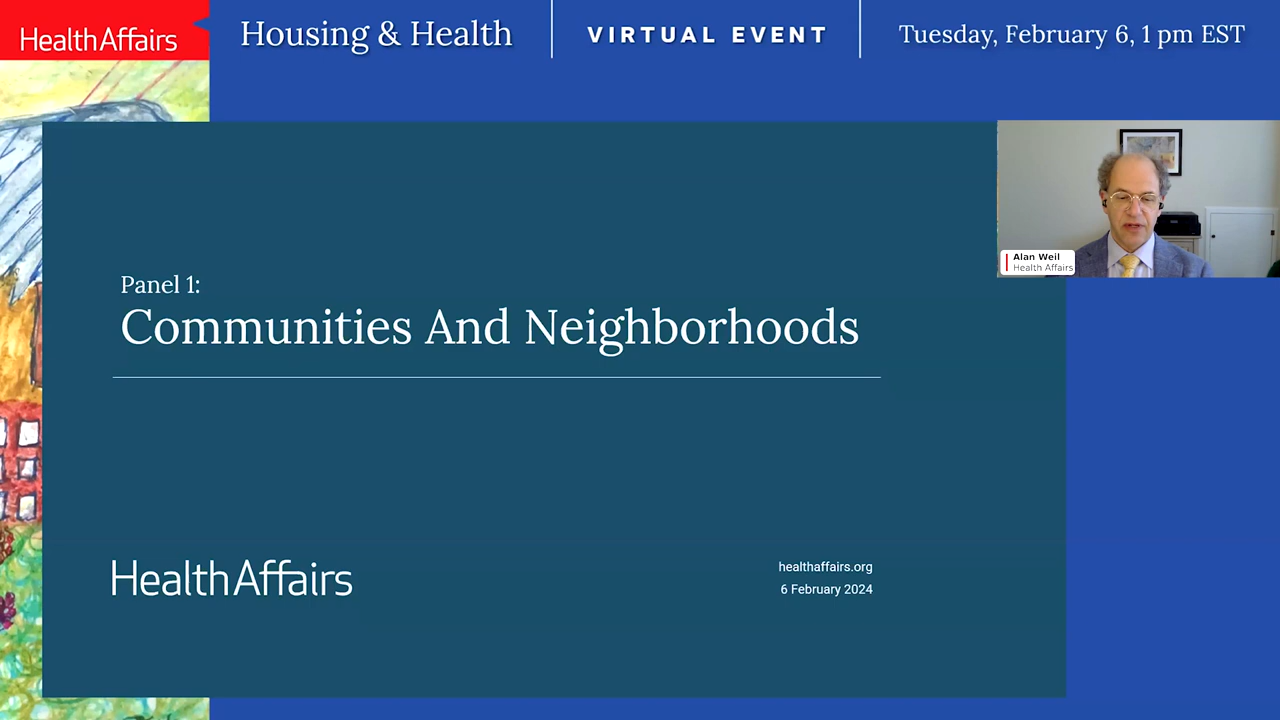 HealthAffairs
Housing & Health
VIRTUAL EVENT
Tuesday, February 6, 1 pm EST
Alan Weil
Health Affairs
Panel 1:
Communities And Neighborhoods
HealthAffairs
healthaffairs.org
6 February 2024